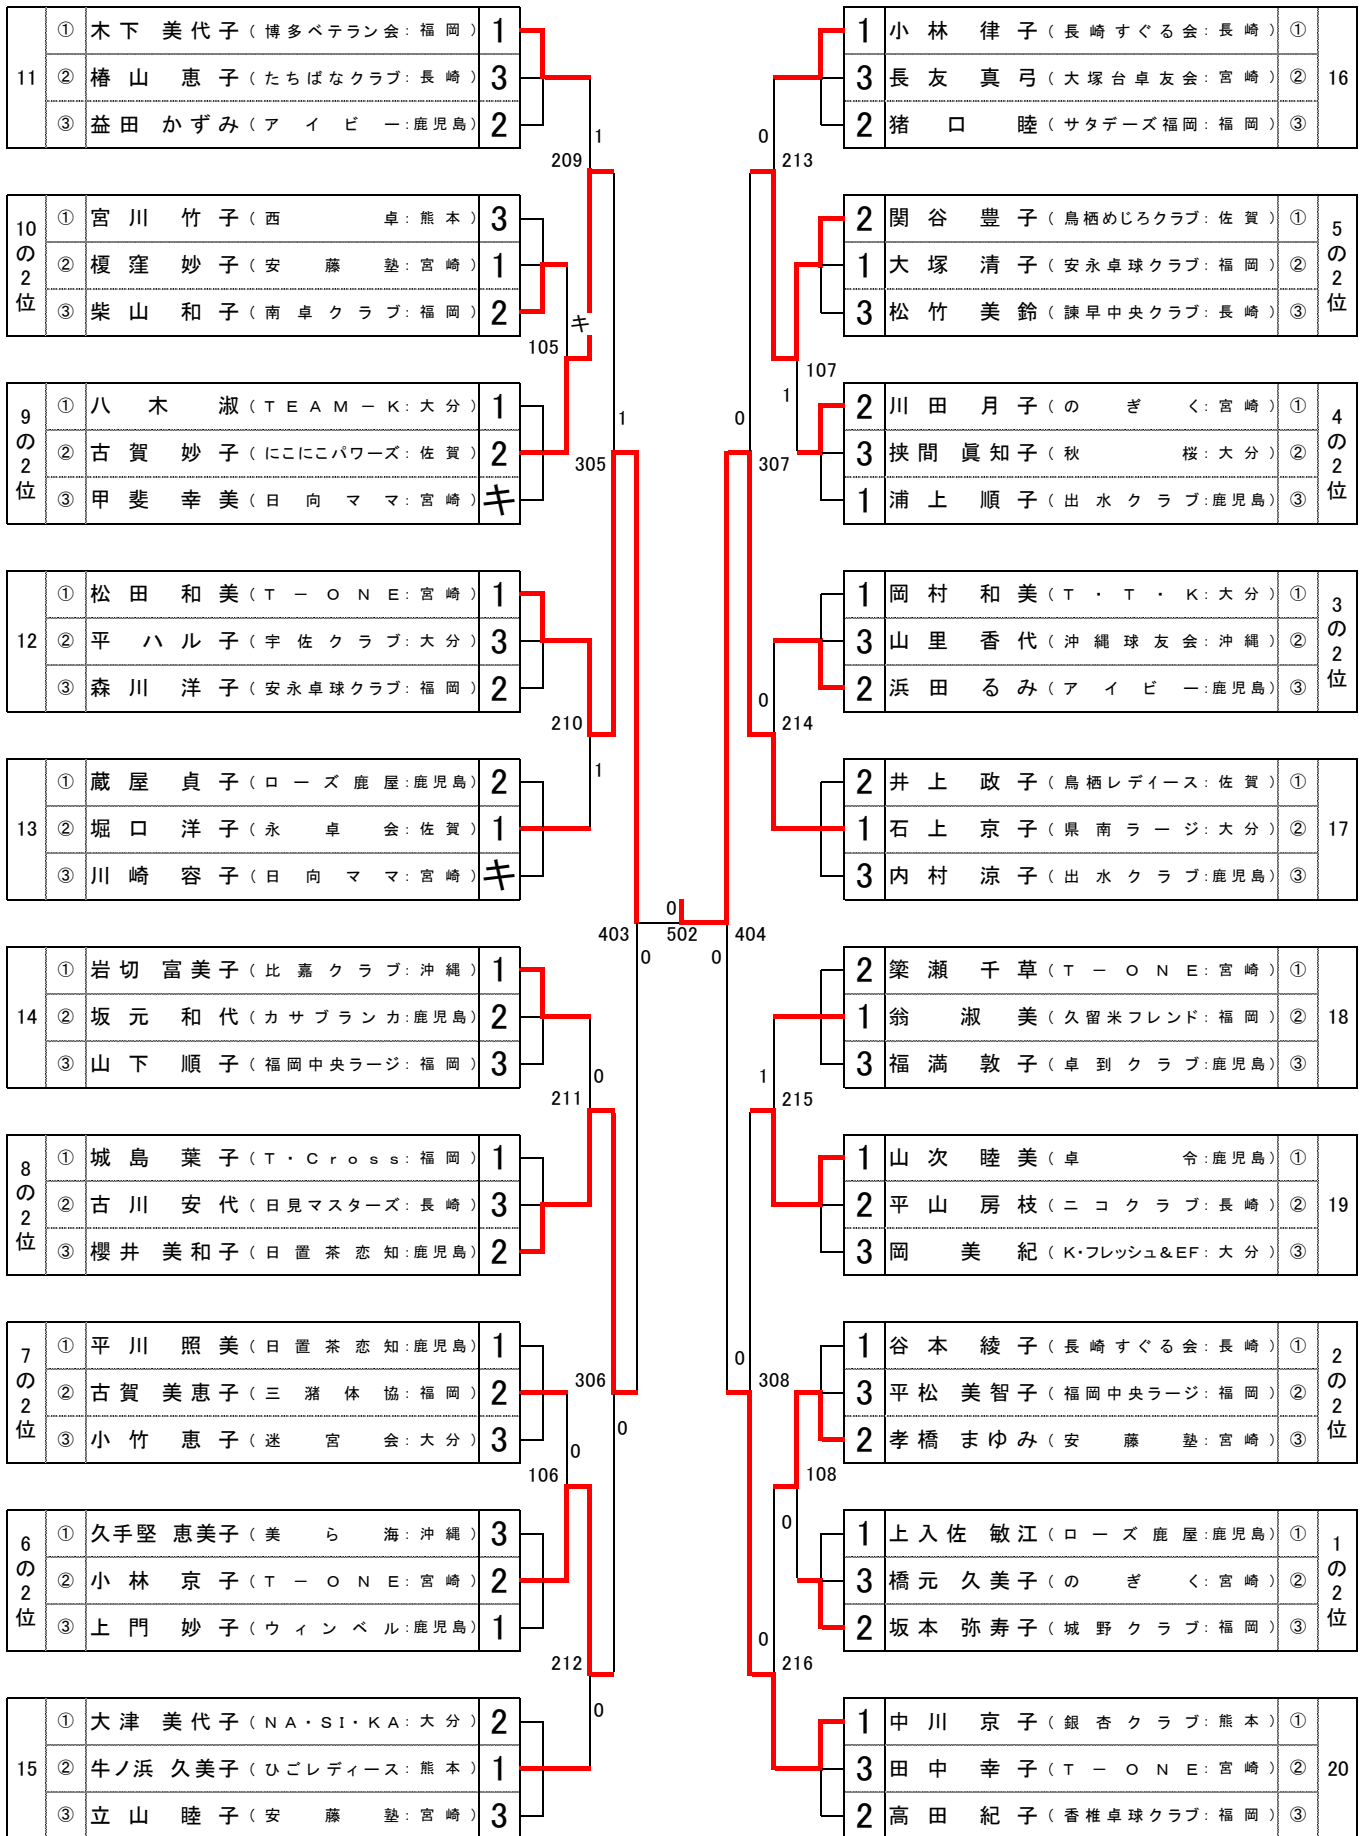 11
① 木下 美代子 (博多ベテラン会:福岡) 1
② 椿山 恵子 (たちばなクラブ:長崎) 3
③ 益田 かずみ (アイビー:鹿児島) 2
10の2位
① 宮川 竹子 (西卓:熊本) 3
② 榎窪 妙子 (安藤塾:宮崎) 1
③ 柴山 和子 (南卓クラブ:福岡) 2
9の2位
① 八木 淑 (TEAM-K:大分) 1
② 古賀 妙子 (にこにこパワーズ:佐賀) 2
③ 甲斐 幸美 (日向ママ:宮崎) キ
12
① 松田 和美 (T-ONE:宮崎) 1
② 平 ハル子 (宇佐クラブ:大分) 3
③ 森川 洋子 (安永卓球クラブ:福岡) 2
13
① 蔵屋 貞子 (ローズ鹿屋:鹿児島) 2
② 堀口 洋子 (永卓会:佐賀) 1
③ 川崎 容子 (日向ママ:宮崎) キ
14
① 岩切 富美子 (比嘉クラブ:沖縄) 1
② 坂元 和代 (カサブランカ:鹿児島) 2
③ 山下 順子 (福岡中央ラージ:福岡) 3
8の2位
① 城島 葉子 (T・Cross:福岡) 1
② 古川 安代 (日見マスターズ:長崎) 3
③ 櫻井 美和子 (日置茶恋知:鹿児島) 2
7の2位
① 平川 照美 (日置茶恋知:鹿児島) 1
② 古賀 美恵子 (三潴体協:福岡) 2
③ 小竹 恵子 (迷宮会:大分) 3
6の2位
① 久手堅 恵美子 (美ら海:沖縄) 3
② 小林 京子 (T-ONE:宮崎) 2
③ 上門 妙子 (ウィンベル:鹿児島) 1
15
① 大津 美代子 (NA・SI・KA:大分) 2
② 牛ノ浜 久美子 (ひごレディース:熊本) 1
③ 立山 睦子 (安藤塾:宮崎) 3
1
209
キ
105
1
305
210
1
0
211
306
0
0
106
212
0
403
0
0
502
404
0
0
213
107
1
0
307
0
214
1
215
0
308
108
0
0
216
1 小林 律子 (長崎すぐる会:長崎) ①
3 長友 真弓 (大塚台卓友会:宮崎) ②
2 猪口 睦 (サタデーズ福岡:福岡) ③
16
2 関谷 豊子 (鳥栖めじろクラブ:佐賀) ①
1 大塚 清子 (安永卓球クラブ:福岡) ②
3 松竹 美鈴 (諫早中央クラブ:長崎) ③
5の2位
2 川田 月子 (のぎく:宮崎) ①
3 挟間 眞知子 (秋桜:大分) ②
1 浦上 順子 (出水クラブ:鹿児島) ③
4の2位
1 岡村 和美 (T・T・K:大分) ①
3 山里 香代 (沖縄球友会:沖縄) ②
2 浜田 るみ (アイビー:鹿児島) ③
3の2位
2 井上 政子 (鳥栖レディース:佐賀) ①
1 石上 京子 (県南ラージ:大分) ②
3 内村 涼子 (出水クラブ:鹿児島) ③
17
2 簗瀬 千草 (T-ONE:宮崎) ①
1 翁 淑美 (久留米フレンド:福岡) ②
3 福満 敦子 (卓到クラブ:鹿児島) ③
18
1 山次 睦美 (卓令:鹿児島) ①
2 平山 房枝 (ニコクラブ:長崎) ②
3 岡 美紀 (K・フレッシュ&EF:大分) ③
19
1 谷本 綾子 (長崎すぐる会:長崎) ①
3 平松 美智子 (福岡中央ラージ:福岡) ②
2 孝橋 まゆみ (安藤塾:宮崎) ③
2の2位
1 上入佐 敏江 (ローズ鹿屋:鹿児島) ①
3 橋元 久美子 (のぎく:宮崎) ②
2 坂本 弥寿子 (城野クラブ:福岡) ③
1の2位
1 中川 京子 (銀杏クラブ:熊本) ①
3 田中 幸子 (T-ONE:宮崎) ②
2 高田 紀子 (香椎卓球クラブ:福岡) ③
20